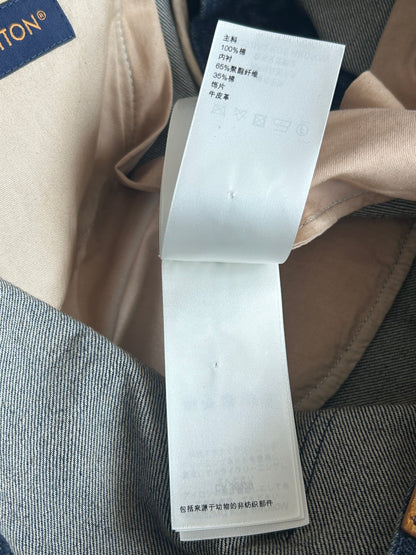 TTON®
主料
100%棉
内衬
65%聚酯纤维
35%棉
饰片
牛皮革
包括来源于动物的非纺织部件